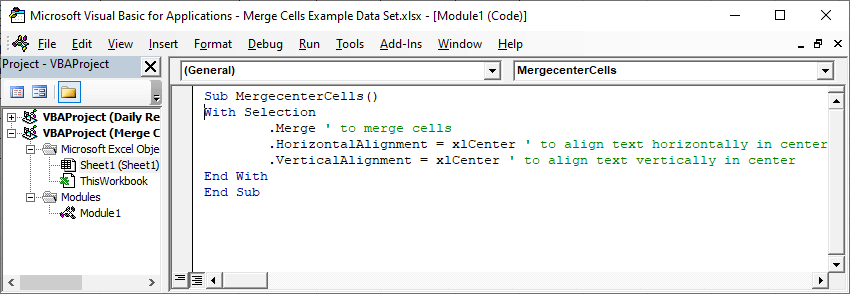 Microsoft Visual Basic for Applications - Merge Cells Example Data Set.xlsx - [Module1 (Code)]
File Edit View Insert Format Debug Run Tools Add-Ins Window Help
Project - VBAProject
(General) MergecenterCells
VBAProject (Daily Re
VBAProject (Merge C
Microsoft Excel Obje
Sheet1 (Sheet1)
ThisWorkbook
Modules
Module1
Sub MergecenterCells()
With Selection
.Merge ' to merge cells
.HorizontalAlignment = xlCenter ' to align text horizontally in center
.VerticalAlignment = xlCenter ' to align text vertically in center
End With
End Sub